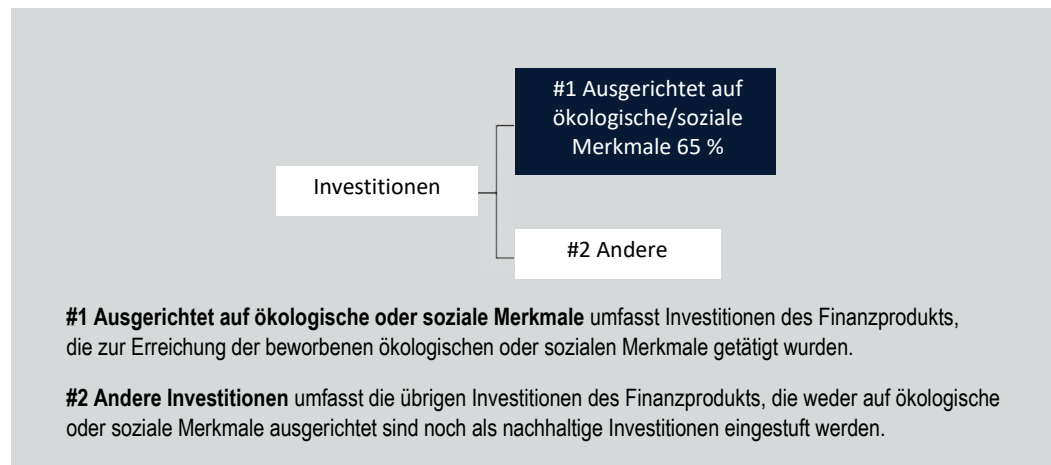 #1 Ausgerichtet auf
ökologische/soziale
Merkmale 65 %
Investitionen
#2 Andere
#1 Ausgerichtet auf ökologische oder soziale Merkmale umfasst Investitionen des Finanzprodukts,
die zur Erreichung der beworbenen ökologischen oder sozialen Merkmale getätigt wurden.
#2 Andere Investitionen umfasst die übrigen Investitionen des Finanzprodukts, die weder auf ökologische
oder soziale Merkmale ausgerichtet sind noch als nachhaltige Investitionen eingestuft werden.